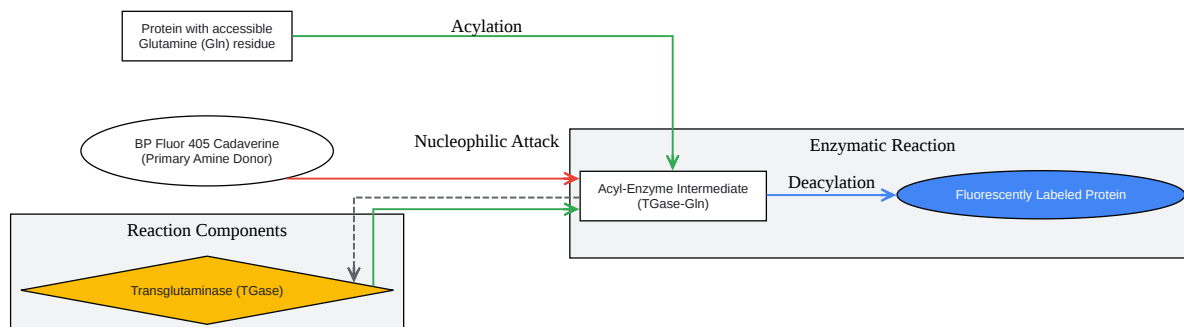 Protein with accessible
Glutamine (Gln) residue
Acylation
BP Fluor 405 Cadaverine
(Primary Amine Donor)
Nucleophilic Attack
Enzymatic Reaction
Acyl-Enzyme Intermediate
(TGase-Gln)
Deacylation
Fluorescently Labeled Protein
Reaction Components
Transglutaminase (TGase)